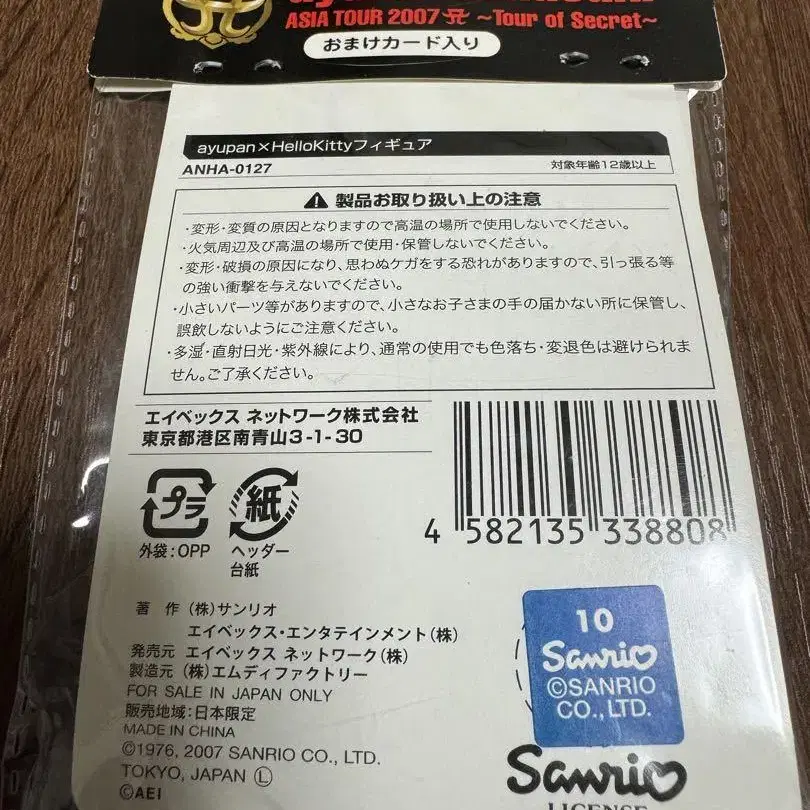 ASIA TOUR 2007 A ~Tour of Secret~
おまけカード入り
ayupan×HelloKittyフィギュア
ANHA-0127 対象年齢12歳以上
製品お取り扱い上の注意
・変形・変質の原因となりますので高温の場所で使用しないでください。
・火気周辺及び高温の場所で使用・保管しないでください。
・変形・破損の原因になり、思わぬケガをする恐れがありますので、引っ張る等
の強い衝撃を与えないでください。
・小さいパーツ等がありますので、小さなお子さまの手の届かない所に保管し、
誤飲しないようにご注意ください。
・多湿・直射日光・紫外線により、通常の使用でも色落ち・変退色は避けられま
せん。ご了承ください。
エイベックス ネットワーク株式会社
東京都港区南青山3-1-30
プラ
紙
外袋:OPP
ヘッダー
台紙
4 582135 338808
著 作 (株)サンリオ
エイベックス・エンタテインメント(株)
発売元 エイベックス ネットワーク(株)
製造元 (株)エムディファクトリー
FOR SALE IN JAPAN ONLY
販売地域:日本限定
MADE IN CHINA
©1976, 2007 SANRIO CO., LTD.
TOKYO, JAPAN Ⓛ
©AEI
10
Sanrio
©SANRIO
CO., LTD.
Sanrio
LICENSE